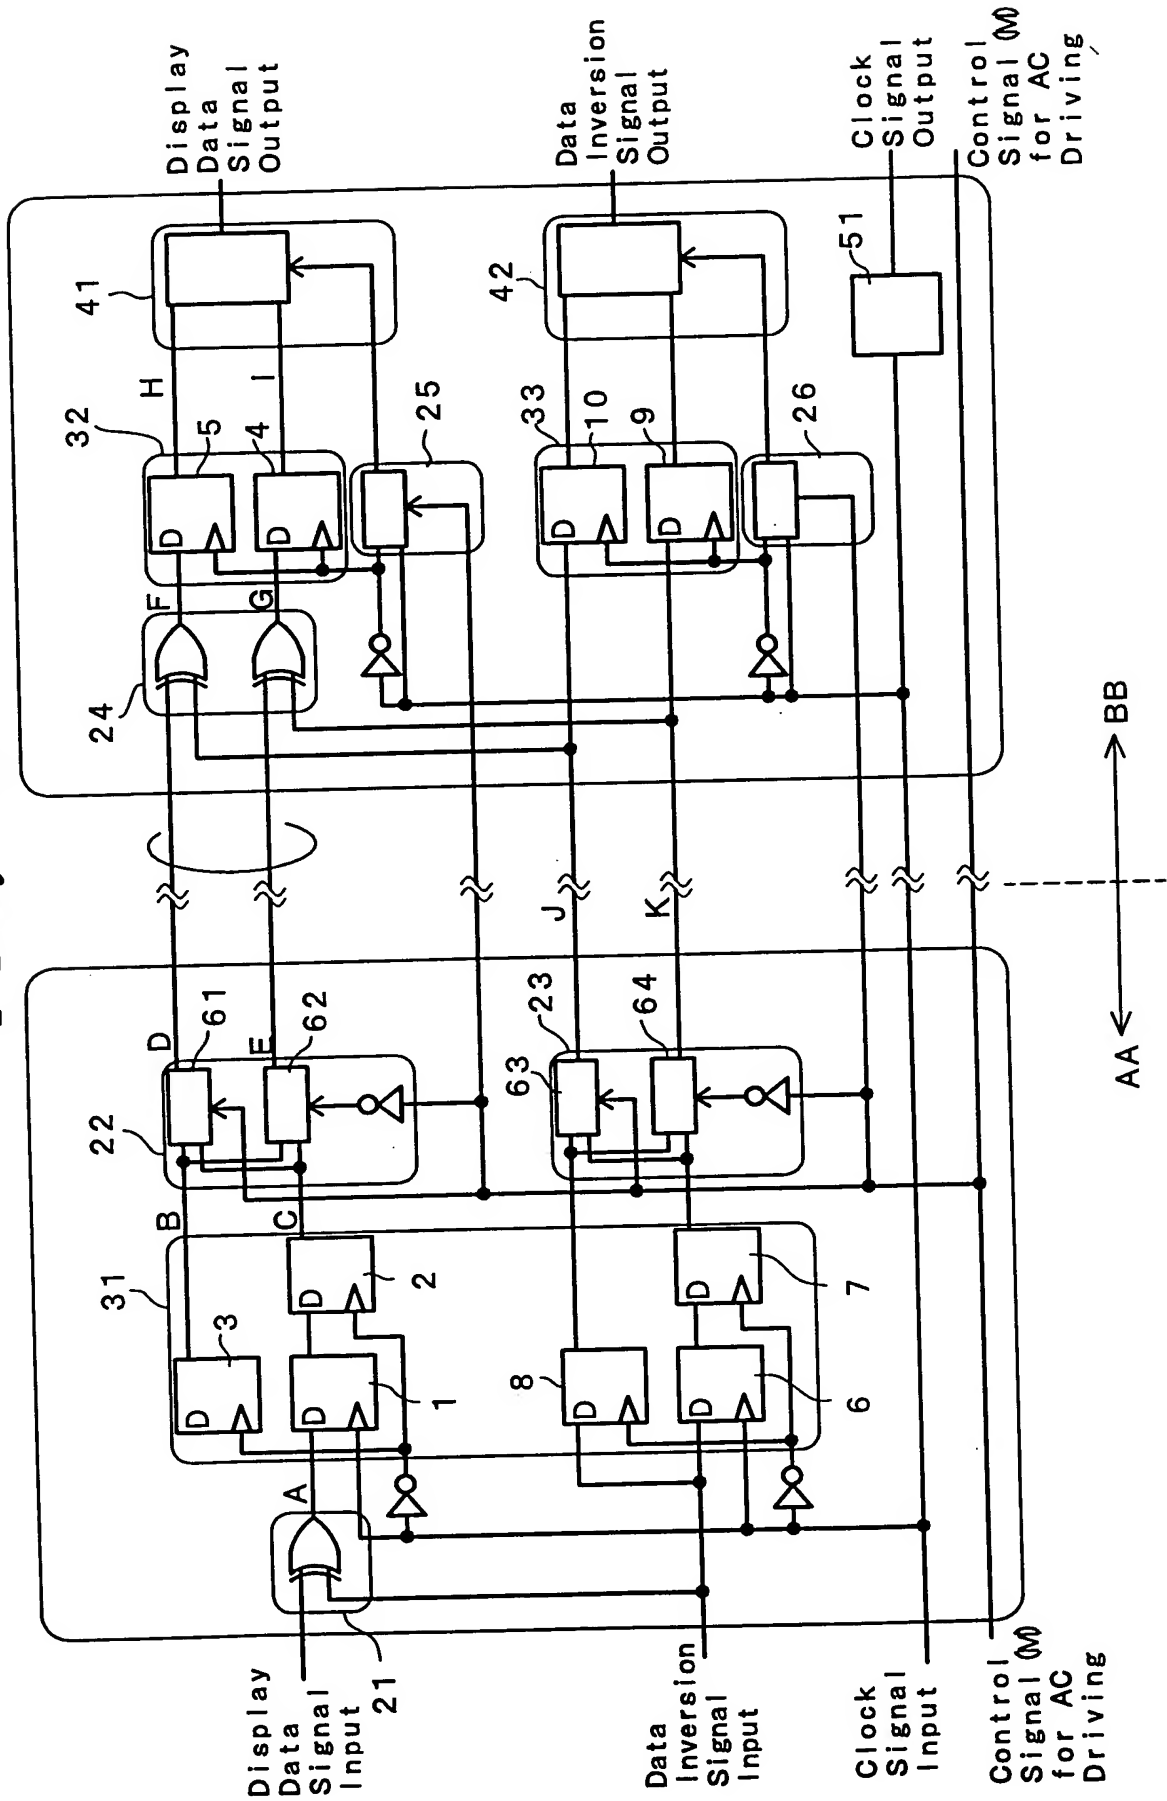 Display
Data
Signal
Output
Data
Inversion
Signal
Output
Clock
Signal
Output
Control
Signal (M)
for AC
Driving
41
42
51
H
I
32
5
4
25
33
10
9
26
D
D
D
D
F
G
24
BB
AA
J
K
D
61
E
62
22
23
63
64
B
C
31
3
2
1
D
D
D
8
7
6
D
D
D
A
21
Display
Data
Signal
Input
Data
Inversion
Signal
Input
Clock
Signal
Input
Control
Signal (M)
for AC
Driving